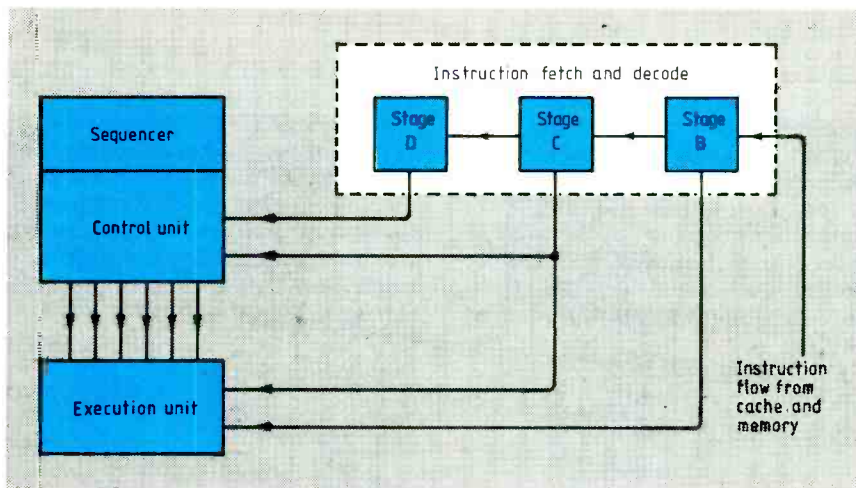 Instruction fetch and decode
Sequencer
Stage
D
Stage
C
Stage
B
Control unit
Execution unit
Instruction
flow from
cache and
memory